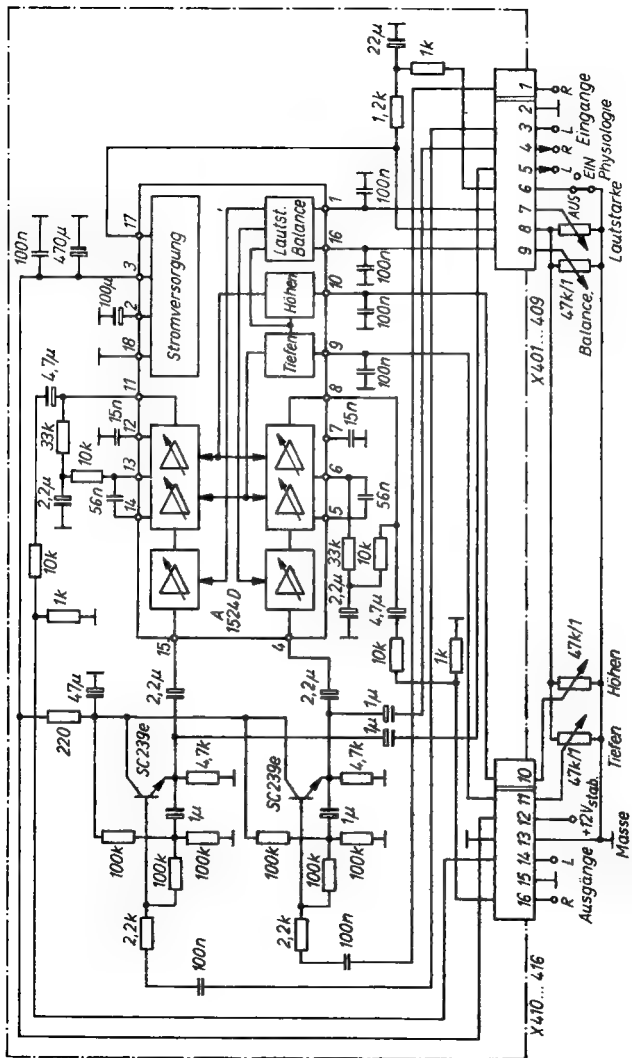 22µ
1k
1,2k
100n
470µ
100n
100µ
17
3
2
18
Stromversorgung
4,7µ
11
15n
12
33k
10k
13
2,2µ
56n
14
10k
1k
Lautst.
Balance
Höhen
Tiefen
1
16
10
9
100n
100n
100n
8
15n
7
6
5
56n
33k
10k
2,2µ
4,7µ
10k
1k
A
1524 D
15
4
2,2µ
2,2µ
47µ
220
SC239e
4,7k
1µ
1µ
1µ
100k
100k
100k
2,2k
100n
SC239e
4,7k
1µ
100k
100k
100k
2,2k
100n
X401... 409
1
2
3
4
5
6
7
8
9
R
L
Eingänge
R
L
AUS
EIN
Physiologie
Lautstärke
47k/1
Balance
X410... 416
10
11
12
13
14
15
16
47k/1
Höhen
47k/1
Tiefen
+12V stab.
Masse
L
R
Ausgänge